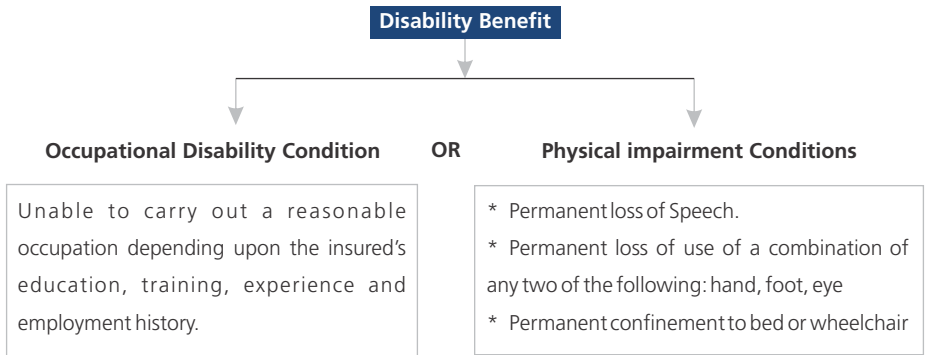 Disability Benefit
Occupational Disability Condition OR Physical impairment Conditions
Unable to carry out a reasonable
occupation depending upon the insured's
education, training, experience and
employment history.
* Permanent loss of Speech.
* Permanent loss of use of a combination of
any two of the following: hand, foot, eye
* Permanent confinement to bed or wheelchair